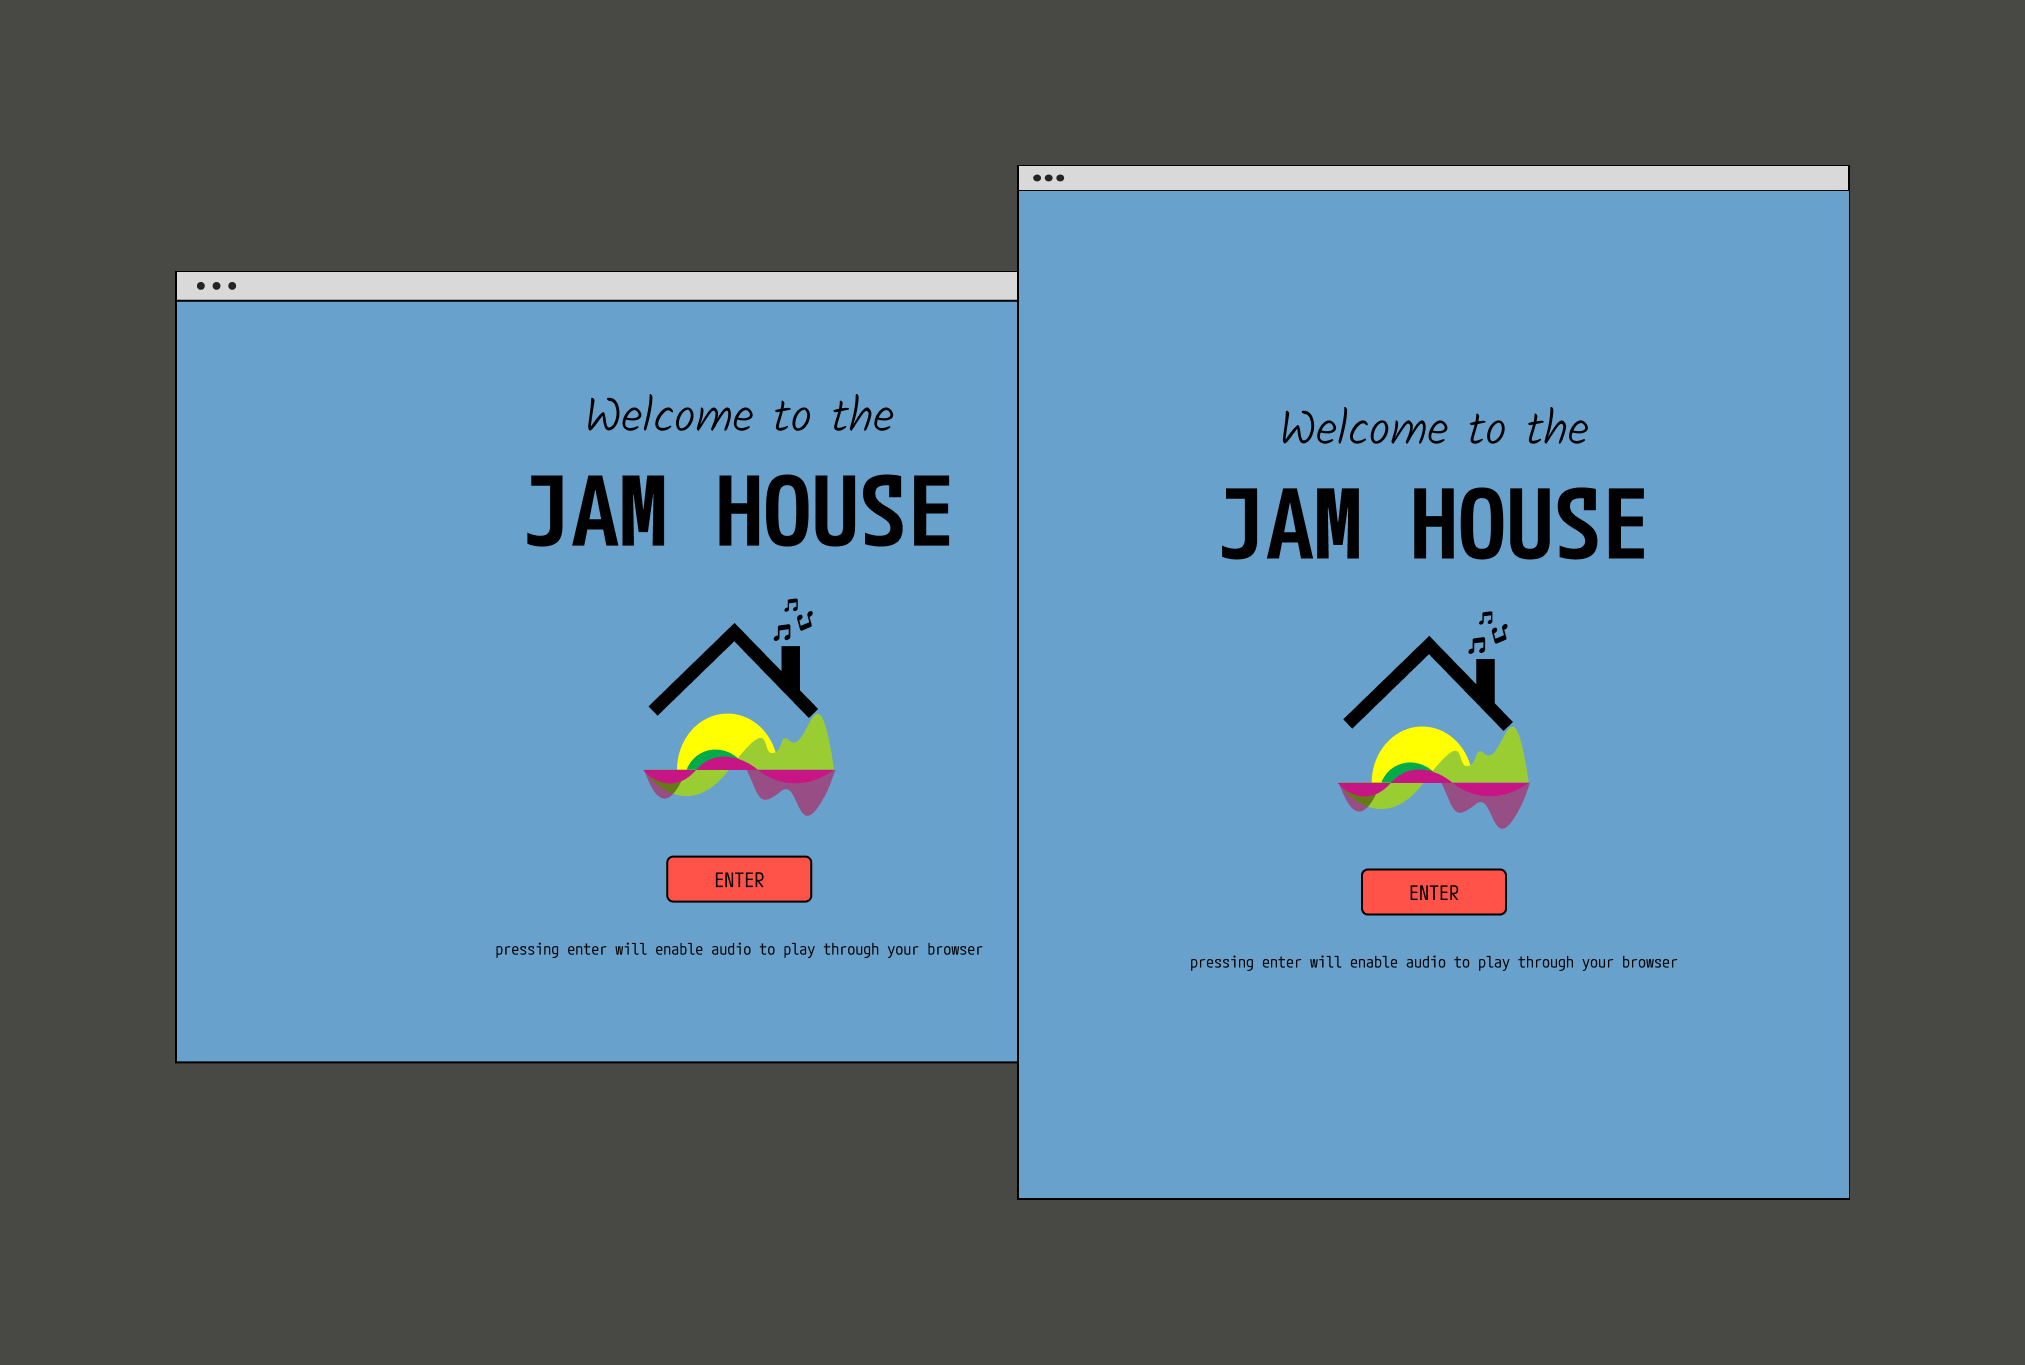 Welcome to the
JAM HOUSE
ENTER
pressing enter will enable audio to play through your browser
Welcome to the
JAM HOUSE
ENTER
pressing enter will enable audio to play through your browser